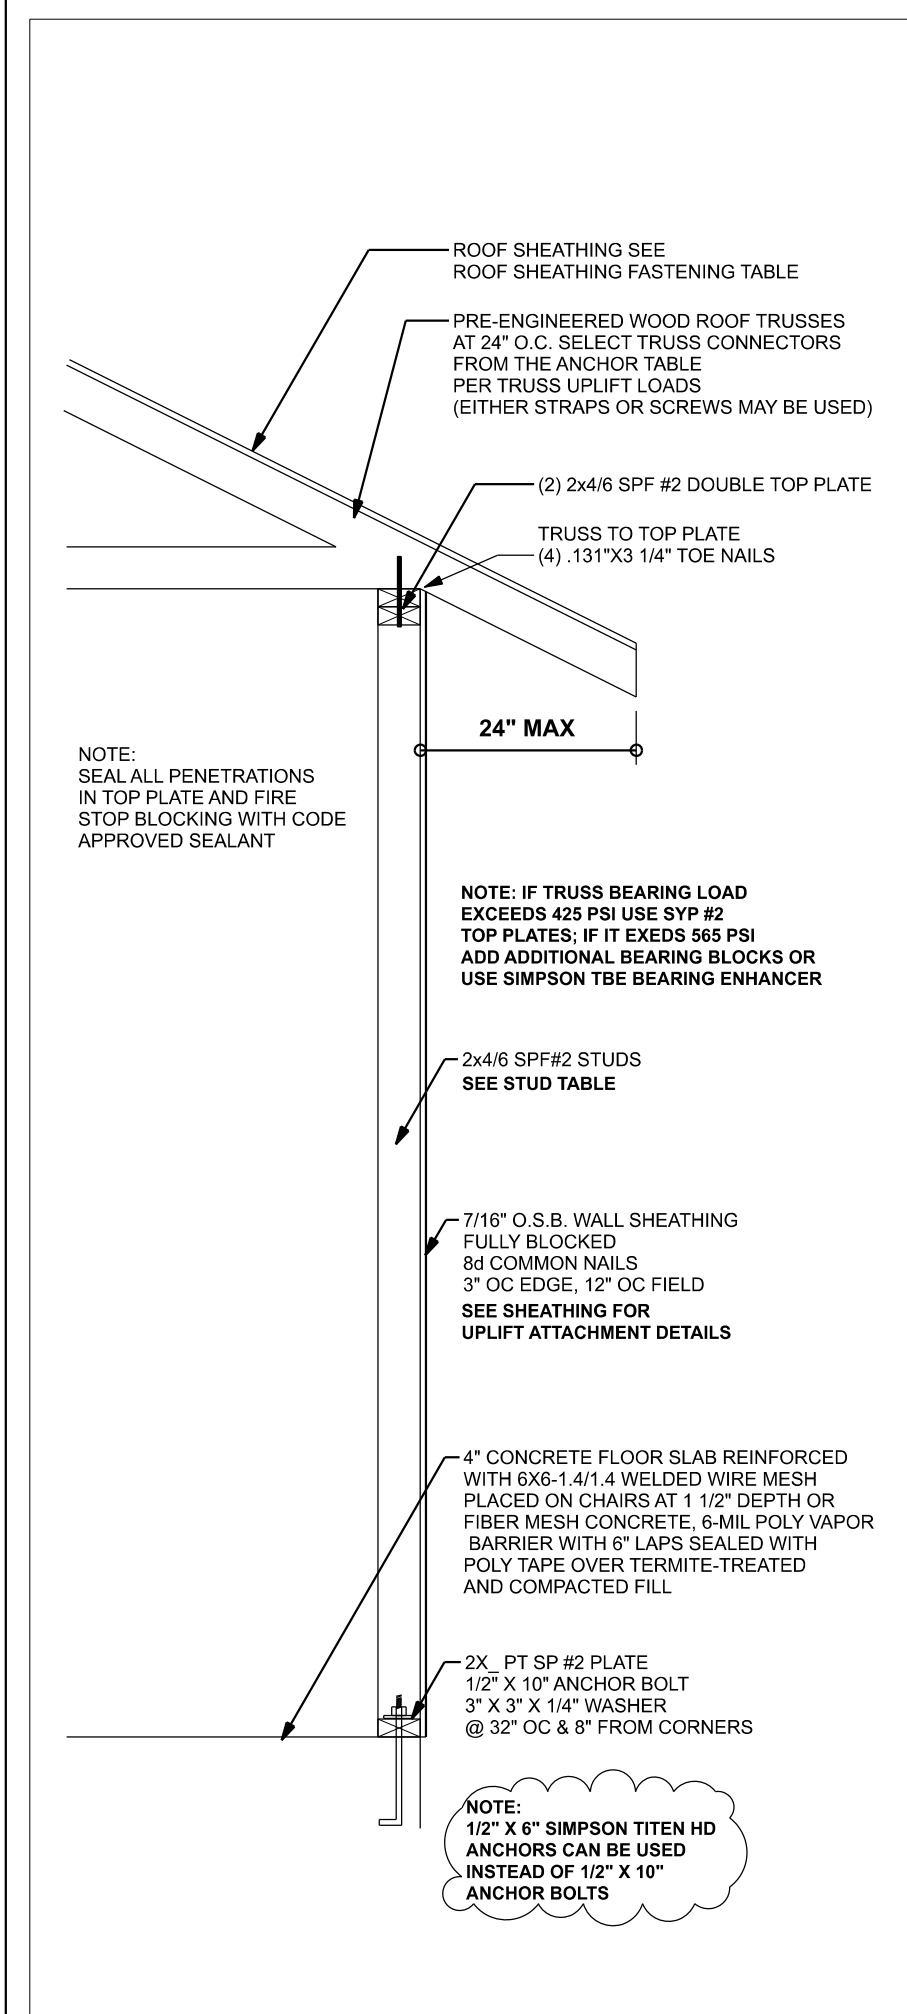 ROOF SHEATHING SEE
ROOF SHEATHING FASTENING TABLE
PRE-ENGINEERED WOOD ROOF TRUSSES
AT 24" O.C. SELECT TRUSS CONNECTORS
FROM THE ANCHOR TABLE
PER TRUSS UPLIFT LOADS
(EITHER STRAPS OR SCREWS MAY BE USED)
(2) 2x4/6 SPF #2 DOUBLE TOP PLATE
TRUSS TO TOP PLATE
(4) .131"X3 1/4" TOE NAILS
24" MAX
NOTE:
SEAL ALL PENETRATIONS
IN TOP PLATE AND FIRE
STOP BLOCKING WITH CODE
APPROVED SEALANT
NOTE: IF TRUSS BEARING LOAD
EXCEEDS 425 PSI USE SYP #2
TOP PLATES; IF IT EXEDS 565 PSI
ADD ADDITIONAL BEARING BLOCKS OR
USE SIMPSON TBE BEARING ENHANCER
2x4/6 SPF#2 STUDS
SEE STUD TABLE
7/16" O.S.B. WALL SHEATHING
FULLY BLOCKED
8d COMMON NAILS
3" OC EDGE, 12" OC FIELD
SEE SHEATHING FOR
UPLIFT ATTACHMENT DETAILS
4" CONCRETE FLOOR SLAB REINFORCED
WITH 6X6-1.4/1.4 WELDED WIRE MESH
PLACED ON CHAIRS AT 1 1/2" DEPTH OR
FIBER MESH CONCRETE, 6-MIL POLY VAPOR
BARRIER WITH 6" LAPS SEALED WITH
POLY TAPE OVER TERMITE-TREATED
AND COMPACTED FILL
2X_ PT SP #2 PLATE
1/2" X 10" ANCHOR BOLT
3" X 3" X 1/4" WASHER
@ 32" OC & 8" FROM CORNERS
NOTE:
1/2" X 6" SIMPSON TITEN HD
ANCHORS CAN BE USED
INSTEAD OF 1/2" X 10"
ANCHOR BOLTS